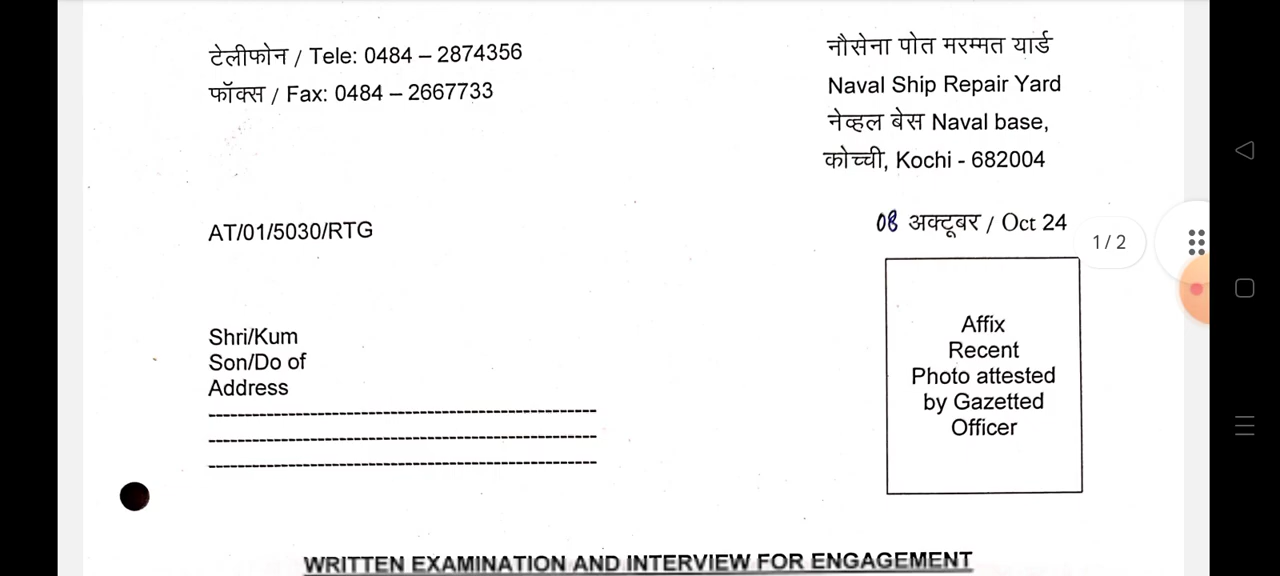 टेलीफोन / Tele: 0484 – 2874356
फॉक्स / Fax: 0484 – 2667733
नौसेना पोत मरम्मत यार्ड
Naval Ship Repair Yard
नेव्हल बेस Naval base,
कोच्ची, Kochi - 682004
AT/01/5030/RTG
08 अक्टूबर / Oct 24
1 / 2
Shri/Kum
Son/Do of
Address
Affix
Recent
Photo attested
by Gazetted
Officer
WRITTEN EXAMINATION AND INTERVIEW FOR ENGAGEMENT